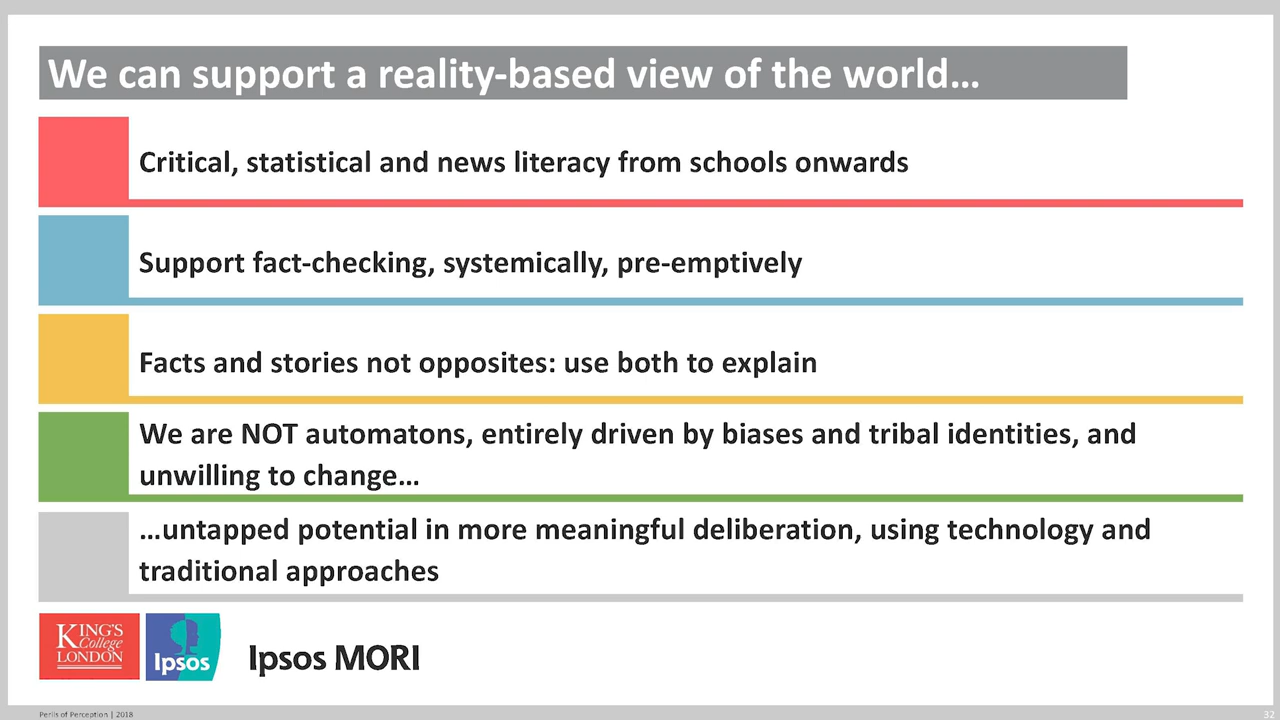 We can support a reality-based view of the world…
Critical, statistical and news literacy from schools onwards
Support fact-checking, systemically, pre-emptively
Facts and stories not opposites: use both to explain
We are NOT automatons, entirely driven by biases and tribal identities, and
unwilling to change…
…untapped potential in more meaningful deliberation, using technology and
traditional approaches
KING'S
College
LONDON
Ipsos
Ipsos MORI
Perils of Perception | 2018
32